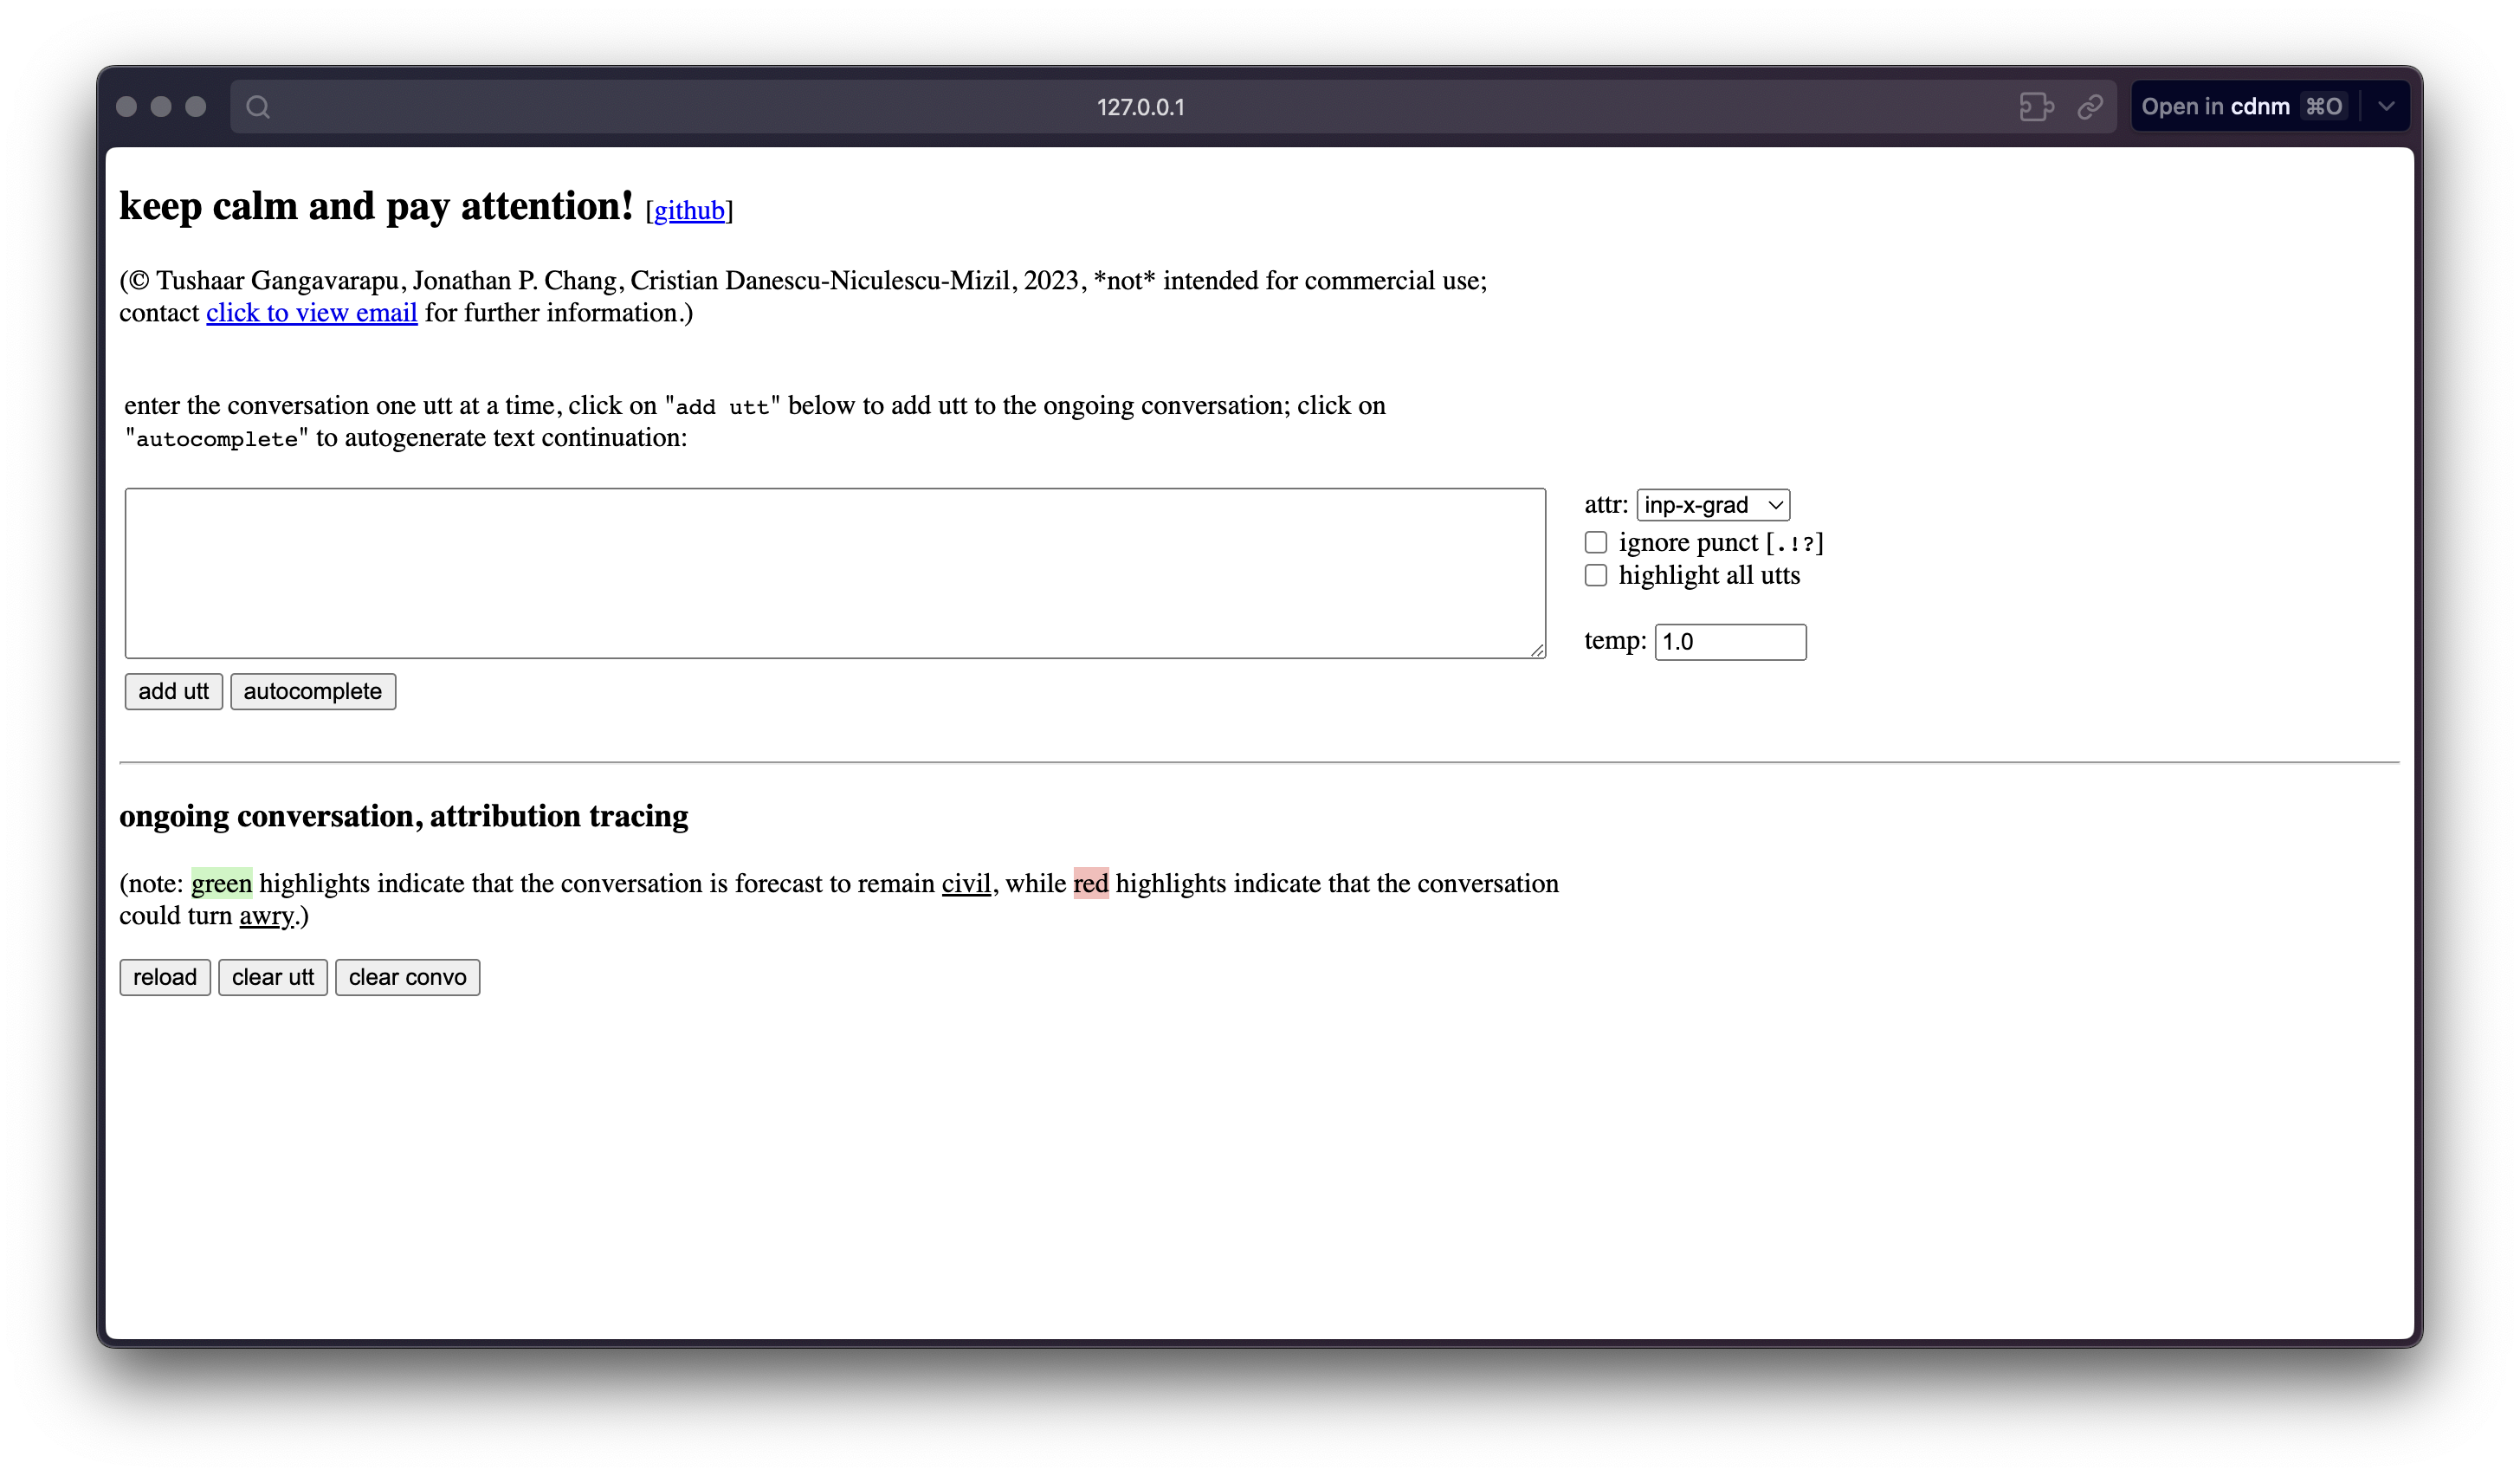 127.0.0.1
Open in cdnm ⌘O
keep calm and pay attention! [github]
(© Tushaar Gangavarapu, Jonathan P. Chang, Cristian Danescu-Niculescu-Mizil, 2023, *not* intended for commercial use;
contact click to view email for further information.)
enter the conversation one utt at a time, click on "add utt" below to add utt to the ongoing conversation; click on
"autocomplete" to autogenerate text continuation:
attr: inp-x-grad
ignore punct [.!?]
highlight all utts
temp: 1.0
add utt autocomplete
ongoing conversation, attribution tracing
(note: green highlights indicate that the conversation is forecast to remain civil, while red highlights indicate that the conversation
could turn awry.)
reload clear utt clear convo